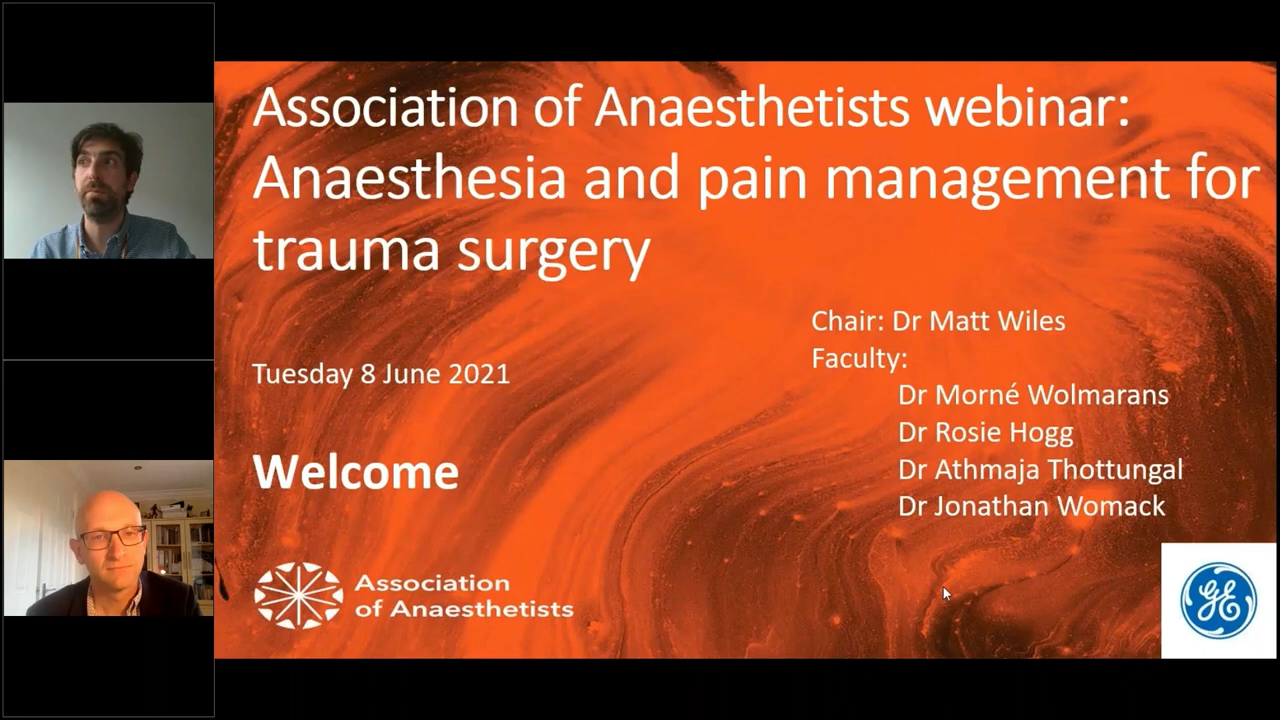 Association of Anaesthetists webinar:
Anaesthesia and pain management for
trauma surgery
Chair: Dr Matt Wiles
Faculty:
Dr Morné Wolmarans
Dr Rosie Hogg
Dr Athmaja Thottungal
Dr Jonathan Womack
Tuesday 8 June 2021
Welcome
Association
of Anaesthetists
GE